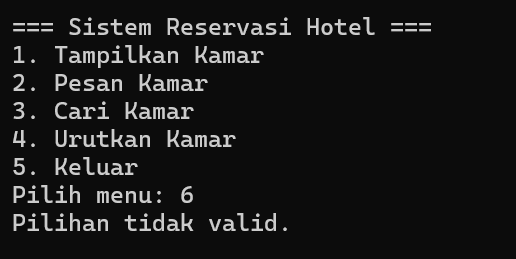 === Sistem Reservasi Hotel ===
1. Tampilkan Kamar
2. Pesan Kamar
3. Cari Kamar
4. Urutkan Kamar
5. Keluar
Pilih menu: 6
Pilihan tidak valid.